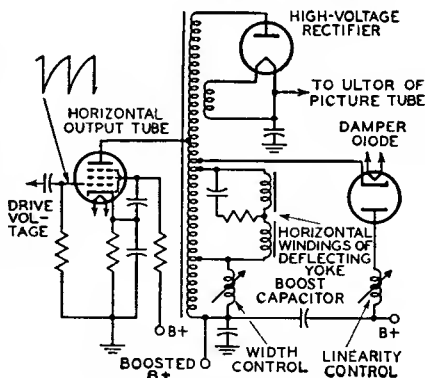 HIGH-VOLTAGE
RECTIFIER
TO ULTOR OF
PICTURE TUBE
HORIZONTAL
OUTPUT TUBE
DAMPER
DIODE
DRIVE
VOL-
TAGE
HORIZONTAL
WINDINGS OF
DEFLECTING
YOKE
BOOST
CAPACITOR
B+
B+
BOOSTED
B+
WIDTH
CONTROL
LINEARITY
CONTROL